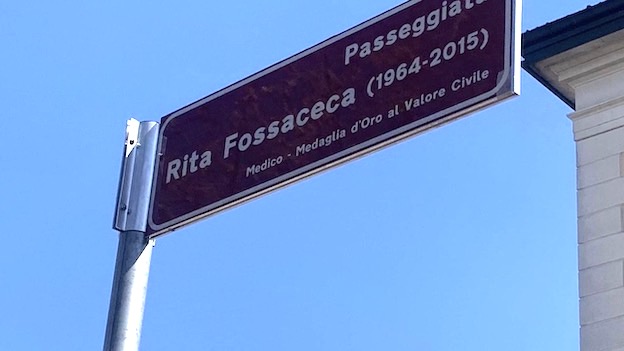 Passeggiata
Rita Fossaceca (1964-2015)
Medico - Medaglia d'Oro al Valore Civile